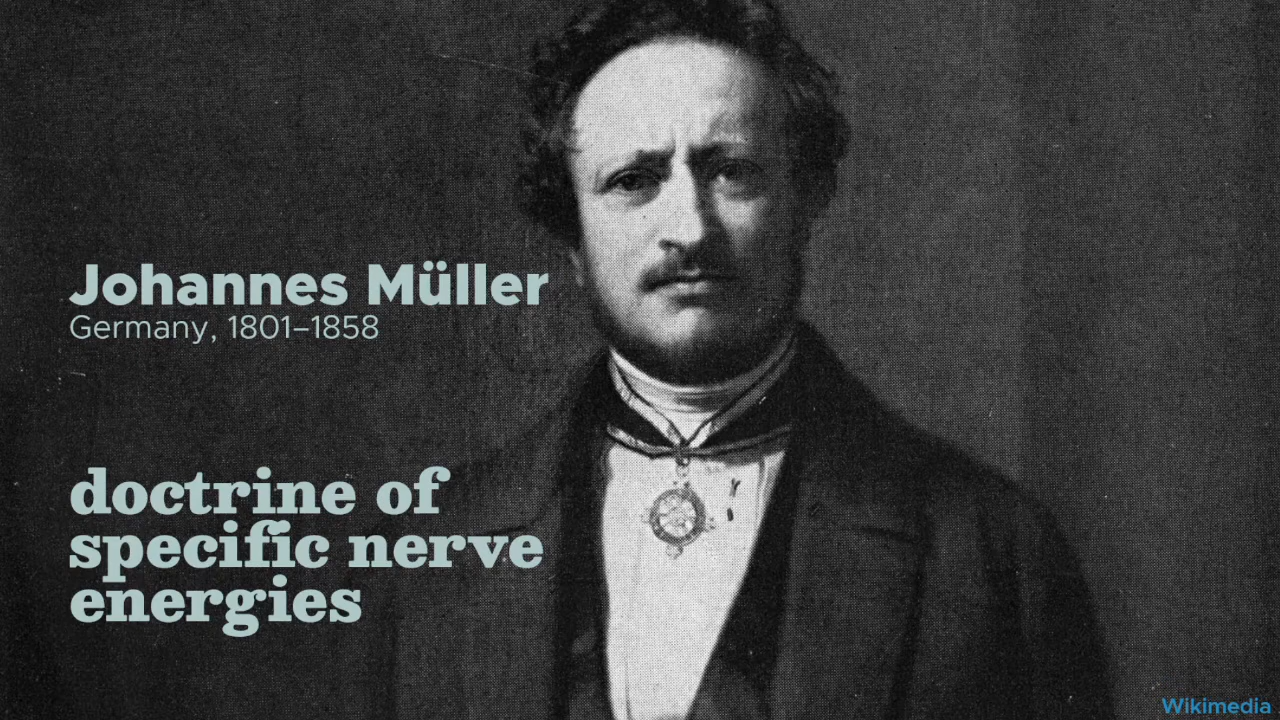 Johannes Müller
Germany, 1801–1858
doctrine of
specific nerve
energies
Wikimedia